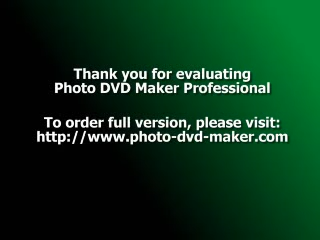 Thank you for evaluating
Photo DVD Maker Professional
To order full version, please visit:
http://www.photo-dvd-maker.com